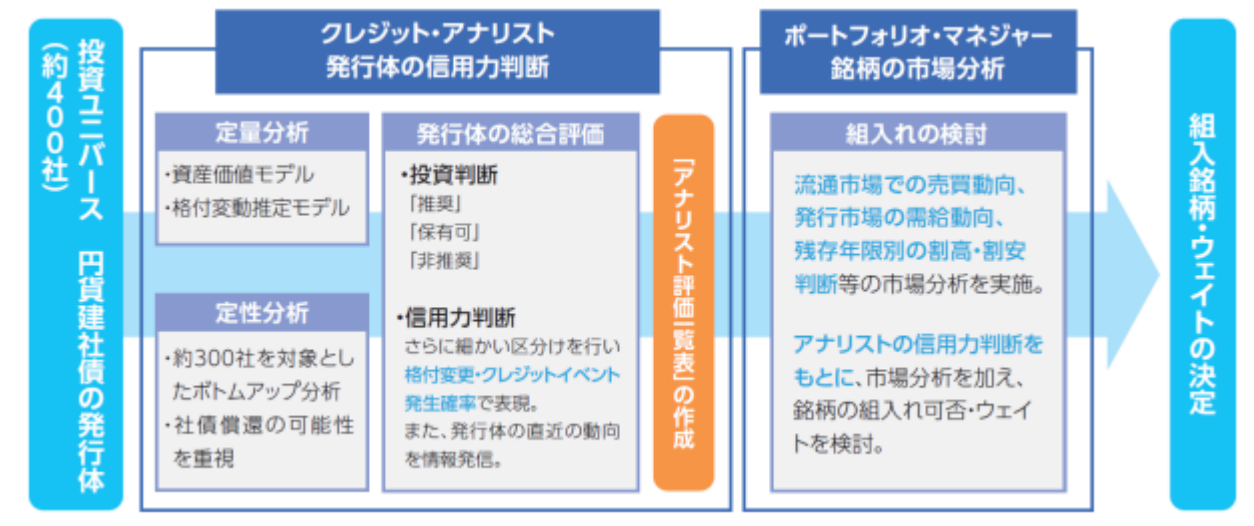 投資ユニバース　円貨建社債の発行体
（約400社）
クレジット・アナリスト
発行体の信用力判断
定量分析
・資産価値モデル
・格付変動推定モデル
定性分析
・約300社を対象とし
たボトムアップ分析
・社債償還の可能性
を重視
発行体の総合評価
・投資判断
「推奨」
「保有可」
「非推奨」
・信用力判断
さらに細かい区分けを行い
格付変更・クレジットイベント
発生確率で表現。
また、発行体の直近の動向
を情報発信。
「アナリスト評価一覧表」の作成
ポートフォリオ・マネジャー
銘柄の市場分析
組入れの検討
流通市場での売買動向、
発行市場の需給動向、
残存年限別の割高・割安
判断等の市場分析を実施。
アナリストの信用力判断を
もとに、市場分析を加え、
銘柄の組入れ可否・ウェイ
トを検討。
組入銘柄・ウェイトの決定